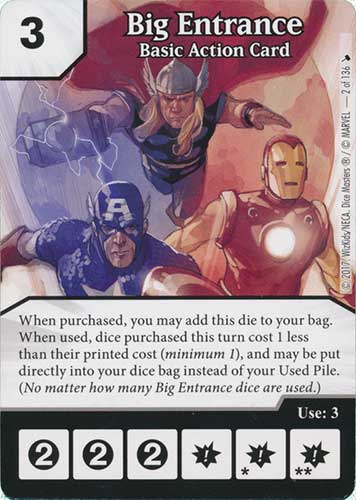 3
Big Entrance
Basic Action Card
© 2017 WizKids/NECA. Dice Masters ® / © MARVEL — 2 of 136
A
When purchased, you may add this die to your bag.
When used, dice purchased this turn cost 1 less
than their printed cost (minimum 1), and may be put
directly into your dice bag instead of your Used Pile.
(No matter how many Big Entrance dice are used.)
Use: 3
2 2 2 ! ! !
* **